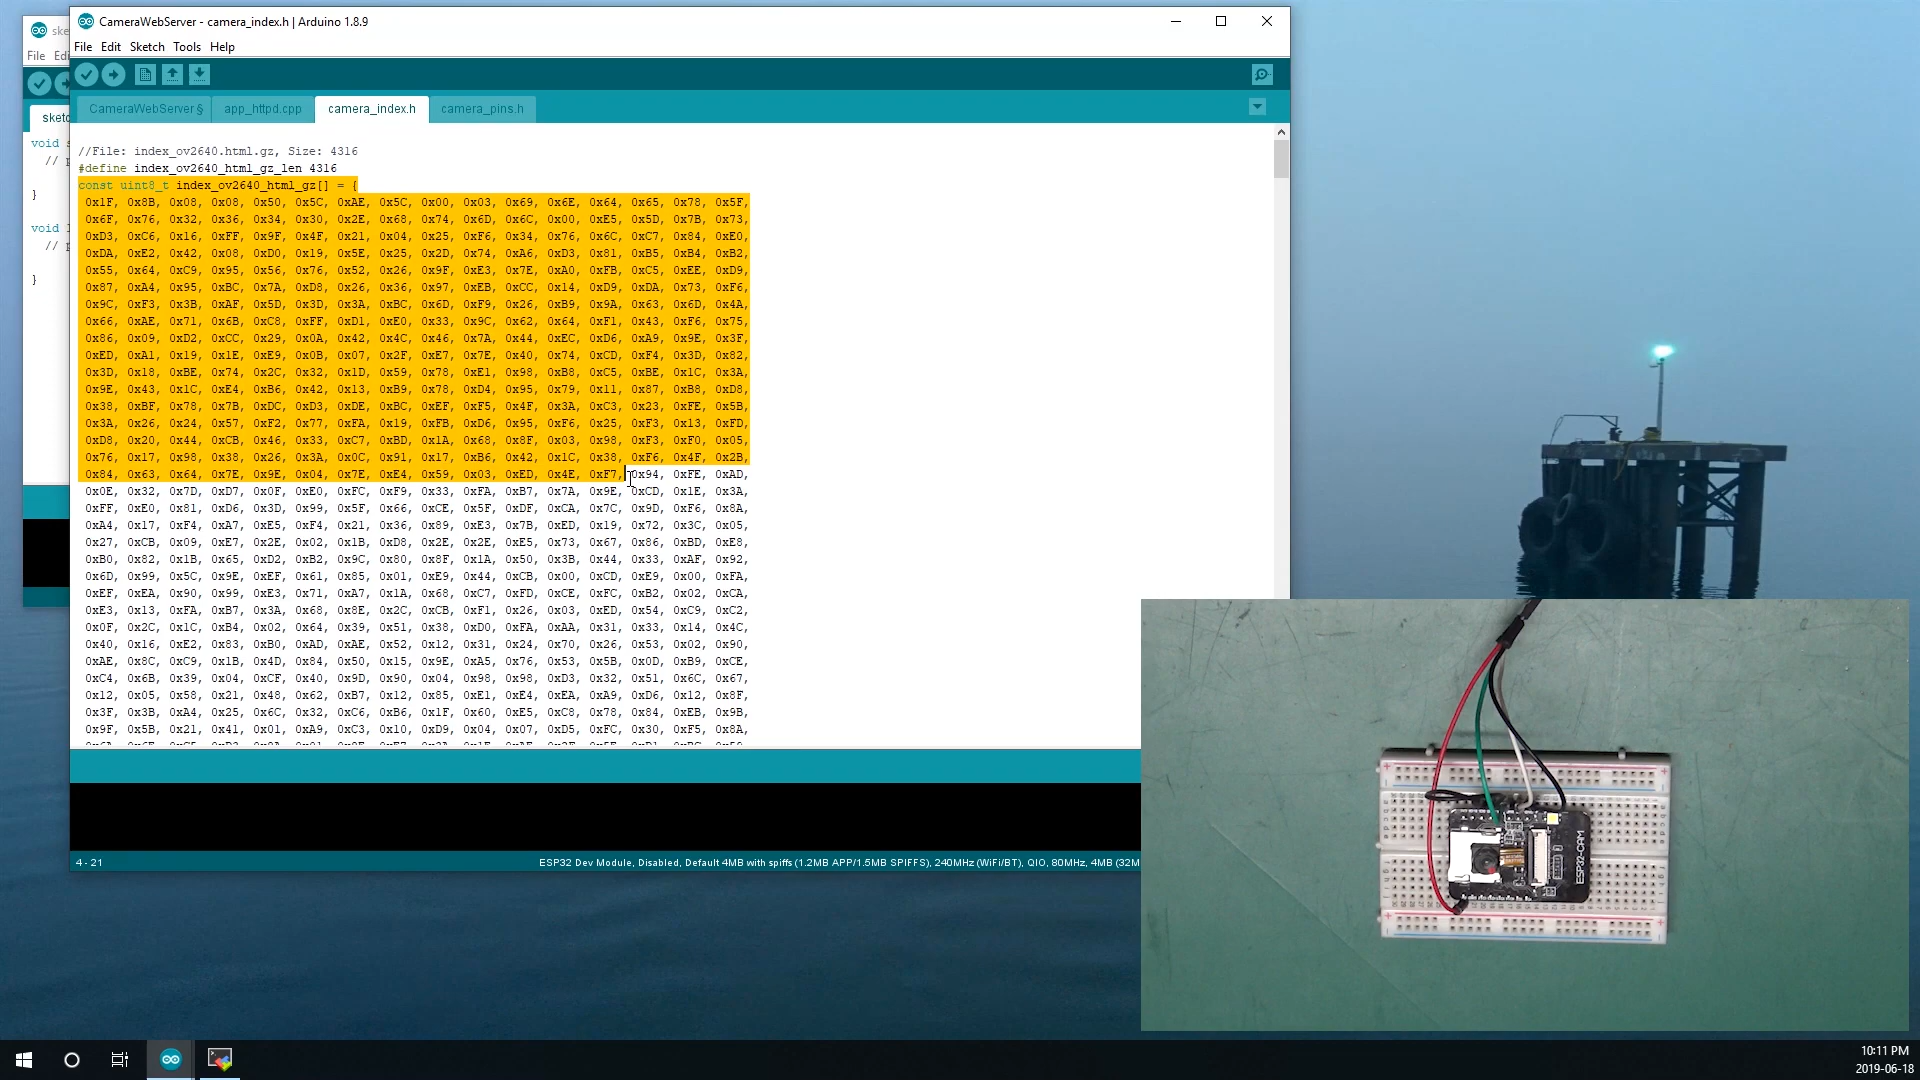 CameraWebServer - camera_index.h | Arduino 1.8.9
File Edit Sketch Tools Help
CameraWebServer § app_httpd.cpp camera_index.h camera_pins.h
//File: index_ov2640.html.gz, Size: 4316
#define index_ov2640_html_gz_len 4316
const uint8_t index_ov2640_html_gz[] = {
0x1F, 0x8B, 0x08, 0x08, 0x50, 0x5C, 0xAE, 0x5C, 0x00, 0x03, 0x69, 0x6E, 0x64, 0x65, 0x78, 0x5F,
0x6F, 0x76, 0x32, 0x36, 0x34, 0x30, 0x2E, 0x68, 0x74, 0x6D, 0x6C, 0x00, 0xE5, 0x5D, 0x7B, 0x73,
0xD3, 0xC6, 0x16, 0xFF, 0x9F, 0x4F, 0x21, 0x04, 0x25, 0xF6, 0x34, 0x76, 0x6C, 0xC7, 0x84, 0xE0,
0xDA, 0xE2, 0x42, 0x08, 0xD0, 0x19, 0x5E, 0x25, 0x2D, 0x74, 0xA6, 0xD3, 0x81, 0xB5, 0xB4, 0xB2,
0x55, 0x64, 0xC9, 0x95, 0x56, 0x76, 0x52, 0x26, 0x9F, 0xE3, 0x7E, 0xA0, 0xFB, 0xC5, 0xEE, 0xD9,
0x87, 0xA4, 0x95, 0xBC, 0x7A, 0xD8, 0x26, 0x36, 0x97, 0xEB, 0xCC, 0x14, 0xD9, 0xDA, 0x73, 0xF6,
0x9C, 0xF3, 0x3B, 0xAF, 0x5D, 0x3D, 0x3A, 0xBC, 0x6D, 0xF9, 0x26, 0xB9, 0x9A, 0x63, 0x6D, 0x4A,
0x66, 0xAE, 0x71, 0x6B, 0xC8, 0xFF, 0xD1, 0xE0, 0x33, 0x9C, 0x62, 0x64, 0xF1, 0x43, 0xF6, 0x75,
0x86, 0x09, 0xD2, 0xCC, 0x29, 0x0A, 0x42, 0x4C, 0x46, 0x7A, 0x44, 0xEC, 0xD6, 0xA9, 0x9E, 0x3F,
0xED, 0xA1, 0x19, 0x1E, 0xE9, 0x0B, 0x07, 0x2F, 0xE7, 0x7E, 0x40, 0x74, 0xCD, 0xF4, 0x3D, 0x82,
0x3D, 0x18, 0xBE, 0x74, 0x2C, 0x32, 0x1D, 0x59, 0x78, 0xE1, 0x98, 0xB8, 0xC5, 0xBE, 0x1C, 0x3A,
0x9E, 0x43, 0x1C, 0xE4, 0xB6, 0x42, 0x13, 0xB9, 0x78, 0xD4, 0x95, 0x79, 0x11, 0x87, 0xB8, 0xD8,
0x38, 0xBF, 0x78, 0x7B, 0xDC, 0xD3, 0xDE, 0xBC, 0xEF, 0xF5, 0x4F, 0x3A, 0xC3, 0x23, 0xFE, 0x5B,
0x3A, 0x26, 0x24, 0x57, 0xF2, 0x77, 0xFA, 0x19, 0xFB, 0xD6, 0x95, 0xF6, 0x25, 0xF3, 0x13, 0xFD,
0xD8, 0x20, 0x44, 0xCB, 0x46, 0x33, 0xC7, 0xBD, 0x1A, 0x68, 0x8F, 0x03, 0x98, 0xF3, 0xF0, 0x05,
0x76, 0x17, 0x98, 0x38, 0x26, 0x3A, 0x0C, 0x91, 0x17, 0xB6, 0x42, 0x1C, 0x38, 0xF6, 0x4F, 0x2B,
0x84, 0x63, 0x64, 0x7E, 0x9E, 0x04, 0x7E, 0xE4, 0x59, 0x03, 0xED, 0x4E, 0xF7, 0x94, 0xFE, 0xAD,
0x0E, 0x32, 0x7D, 0xD7, 0x0F, 0xE0, 0xFC, 0xF9, 0x33, 0xFA, 0xB7, 0x7A, 0x9E, 0xCD, 0x1E, 0x3A,
0xFF, 0xE0, 0x81, 0xD6, 0x3D, 0x99, 0x5F, 0x66, 0xCE, 0x5F, 0xDF, 0xCA, 0x7C, 0x9D, 0xF6, 0x8A,
0xA4, 0x17, 0xF4, 0xA7, 0xE5, 0xF4, 0x21, 0x36, 0x89, 0xE3, 0x7B, 0xED, 0x19, 0x72, 0x3C, 0x05,
0x27, 0xCB, 0x09, 0xE7, 0x2E, 0x02, 0x1B, 0xD8, 0x2E, 0x2E, 0xE5, 0x73, 0x67, 0x86, 0xBD, 0xE8,
0xB0, 0x82, 0x1B, 0x65, 0xD2, 0xB2, 0x9C, 0x80, 0x8F, 0x1A, 0x50, 0x3B, 0x44, 0x33, 0xAF, 0x92,
0x6D, 0x99, 0x5C, 0x9E, 0xEF, 0x61, 0x85, 0x01, 0xE9, 0x44, 0xCB, 0x00, 0xCD, 0xE9, 0x00, 0xFA,
0xEF, 0xEA, 0x90, 0x99, 0xE3, 0x71, 0xA7, 0x1A, 0x68, 0xC7, 0xFD, 0xCE, 0xFC, 0xB2, 0x02, 0xCA,
0xE3, 0x13, 0xFA, 0xB7, 0x3A, 0x68, 0x8E, 0x2C, 0xCB, 0xF1, 0x26, 0x03, 0xED, 0x54, 0xC9, 0xC2,
0x0F, 0x2C, 0x1C, 0xB4, 0x02, 0x64, 0x39, 0x51, 0x38, 0xD0, 0xFA, 0xAA, 0x31, 0x33, 0x14, 0x4C,
0x40, 0x16, 0xE2, 0x83, 0xB0, 0xAD, 0xAE, 0x52, 0x12, 0x31, 0x24, 0x70, 0x26, 0x53, 0x02, 0x90,
0xAE, 0x8C, 0xC9, 0x1B, 0x4D, 0x84, 0x50, 0x15, 0x9E, 0xA5, 0x76, 0x53, 0x5B, 0x0D, 0xB9, 0xCE,
0xC4, 0x6B, 0x39, 0x04, 0xCF, 0x40, 0x9D, 0x90, 0x04, 0x98, 0x98, 0xD3, 0x32, 0x51, 0x6C, 0x67,
0x12, 0x05, 0x58, 0x21, 0x48, 0x62, 0xB7, 0x12, 0x85, 0xE1, 0xE4, 0xEA, 0xA9, 0xD6, 0x12, 0x8F,
0x3F, 0x3B, 0xA4, 0x25, 0x6C, 0x32, 0xC6, 0xB6, 0x1F, 0x60, 0xE5, 0xC8, 0x78, 0x84, 0xEB, 0x9B,
0x9F, 0x5B, 0x21, 0x41, 0x01, 0xA9, 0xC3, 0x10, 0xD9, 0x04, 0x07, 0xD5, 0xFC, 0x30, 0xF5, 0x8A,
4 - 21
ESP32 Dev Module, Disabled, Default 4MB with spiffs (1.2MB APP/1.5MB SPIFFS), 240MHz (WiFi/BT), QIO, 80MHz, 4MB (32M
ske
File Edi
sketc
void s
// p
}
void l
// p
}
ESP32-CAM
10:11 PM
2019-06-18